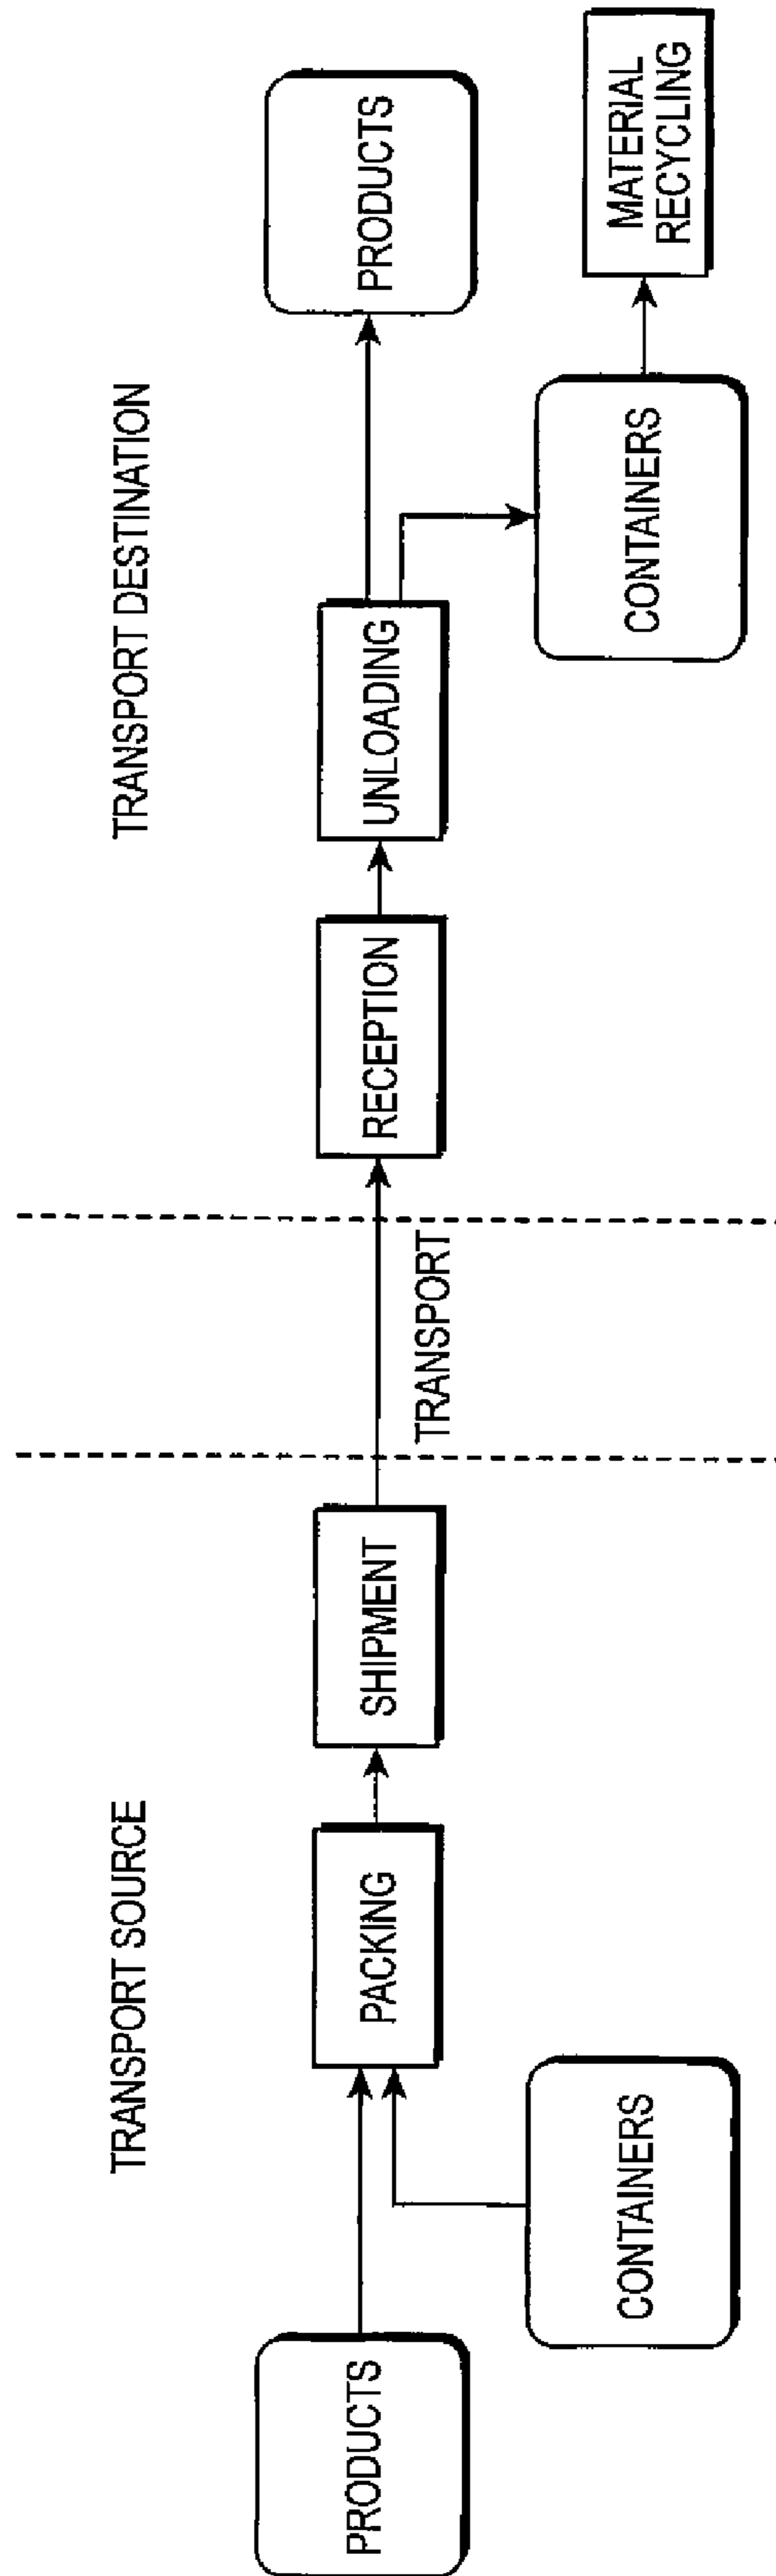 TRANSPORT SOURCE
TRANSPORT DESTINATION
PRODUCTS
CONTAINERS
PACKING
SHIPMENT
TRANSPORT
RECEPTION
UNLOADING
PRODUCTS
CONTAINERS
MATERIAL
RECYCLING